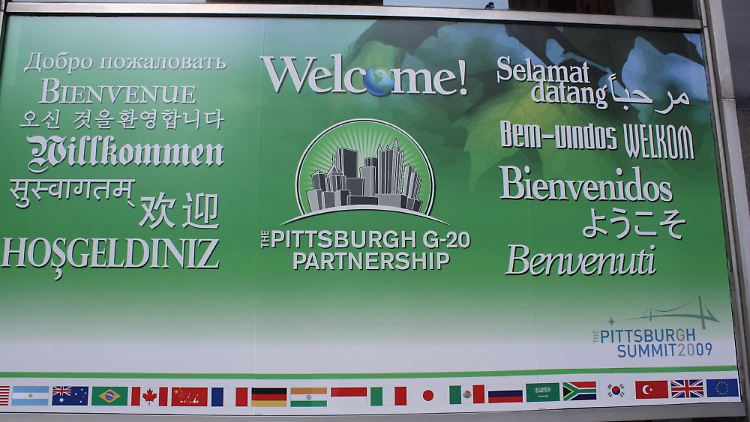 Добро пожаловать
BIENVENUE
오신 것을 환영합니다
Willkommen
सुस्वागतम्
欢迎
HOŞGELDINIZ
Welcome!
THE PITTSBURGH G-20
PARTNERSHIP
Selamat
datang
مرحباً
Bem-vindos WELKOM
Bienvenidos
ようこそ
Benvenuti
THE PITTSBURGH
SUMMIT2009